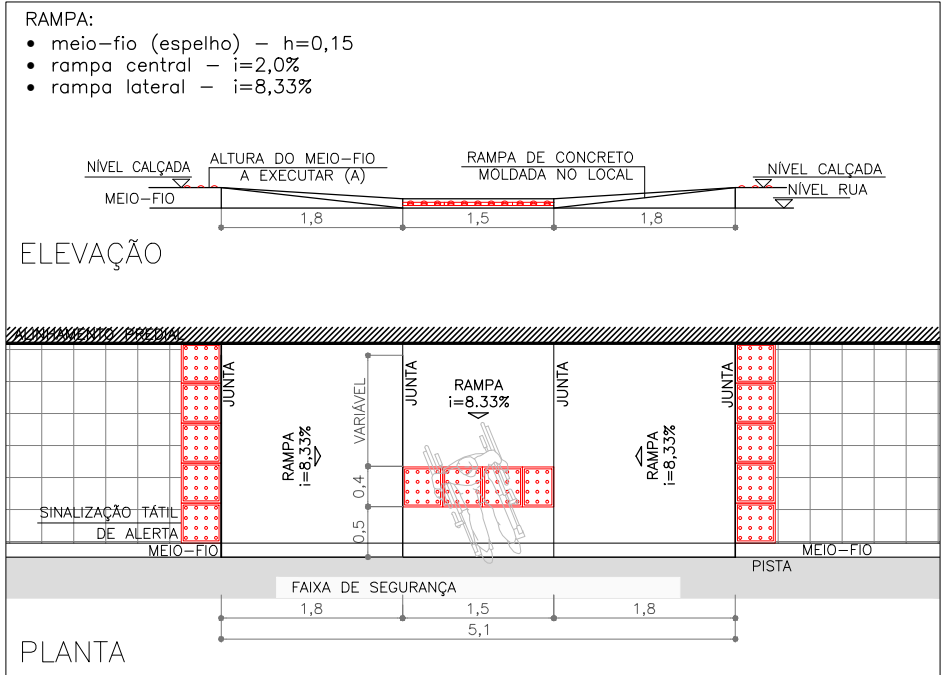 RAMPA:
• meio-fio (espelho) - h=0,15
• rampa central - i=2,0%
• rampa lateral - i=8,33%
NÍVEL CALÇADA
ALTURA DO MEIO-FIO
A EXECUTAR (A)
RAMPA DE CONCRETO
MOLDADA NO LOCAL
NÍVEL CALÇADA
NÍVEL RUA
MEIO-FIO
1,8
1,5
1,8
ELEVAÇÃO
ALINHAMENTO PREDIAL
JUNTA
VARIÁVEL
JUNTA
RAMPA
i=8.33%
JUNTA
JUNTA
RAMPA
i=8,33%
RAMPA
i=8,33%
0,4
0,5
SINALIZAÇÃO TÁTIL
DE ALERTA
MEIO-FIO
MEIO-FIO
PISTA
FAIXA DE SEGURANÇA
1,8
1,5
1,8
5,1
PLANTA